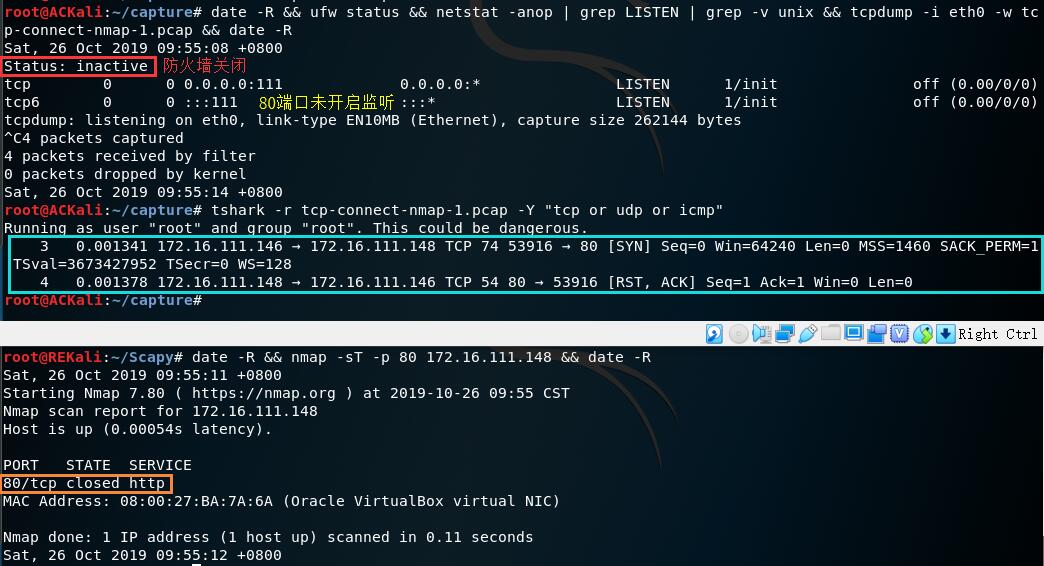 root@ACKali:~/capture# date -R && ufw status && netstat -anop | grep LISTEN | grep -v unix && tcpdump -i eth0 -w tc
p-connect-nmap-1.pcap && date -R
Sat, 26 Oct 2019 09:55:08 +0800
Status: inactive 防火墙关闭
tcp 0 0 0.0.0.0:111 0.0.0.0:* LISTEN 1/init off (0.00/0/0)
tcp6 0 0 :::111 80端口未开启监听 :::* LISTEN 1/init off (0.00/0/0)
tcpdump: listening on eth0, link-type EN10MB (Ethernet), capture size 262144 bytes
^C4 packets captured
4 packets received by filter
0 packets dropped by kernel
Sat, 26 Oct 2019 09:55:14 +0800
root@ACKali:~/capture# tshark -r tcp-connect-nmap-1.pcap -Y "tcp or udp or icmp"
Running as user "root" and group "root". This could be dangerous.
3 0.001341 172.16.111.146 → 172.16.111.148 TCP 74 53916 → 80 [SYN] Seq=0 Win=64240 Len=0 MSS=1460 SACK_PERM=1
TSval=3673427952 TSecr=0 WS=128
4 0.001378 172.16.111.148 → 172.16.111.146 TCP 54 80 → 53916 [RST, ACK] Seq=1 Ack=1 Win=0 Len=0
root@ACKali:~/capture#
Right Ctrl
root@REKali:~/Scapy# date -R && nmap -sT -p 80 172.16.111.148 && date -R
Sat, 26 Oct 2019 09:55:11 +0800
Starting Nmap 7.80 ( https://nmap.org ) at 2019-10-26 09:55 CST
Nmap scan report for 172.16.111.148
Host is up (0.00054s latency).
PORT STATE SERVICE
80/tcp closed http
MAC Address: 08:00:27:BA:7A:6A (Oracle VirtualBox virtual NIC)
Nmap done: 1 IP address (1 host up) scanned in 0.11 seconds
Sat, 26 Oct 2019 09:55:12 +0800